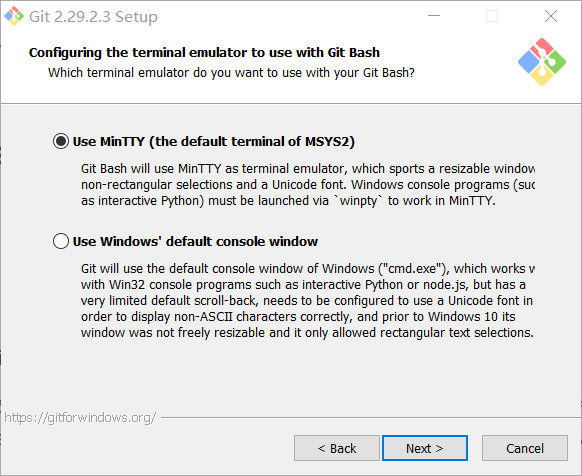 Git 2.29.2.3 Setup
Configuring the terminal emulator to use with Git Bash
Which terminal emulator do you want to use with your Git Bash?
Use MinTTY (the default terminal of MSYS2)
Git Bash will use MinTTY as terminal emulator, which sports a resizable window
non-rectangular selections and a Unicode font. Windows console programs (suc
as interactive Python) must be launched via `winpty` to work in MinTTY.
Use Windows' default console window
Git will use the default console window of Windows ("cmd.exe"), which works w
with Win32 console programs such as interactive Python or node.js, but has a
very limited default scroll-back, needs to be configured to use a Unicode font in
order to display non-ASCII characters correctly, and prior to Windows 10 its
window was not freely resizable and it only allowed rectangular text selections.
https://gitforwindows.org/
< Back
Next >
Cancel